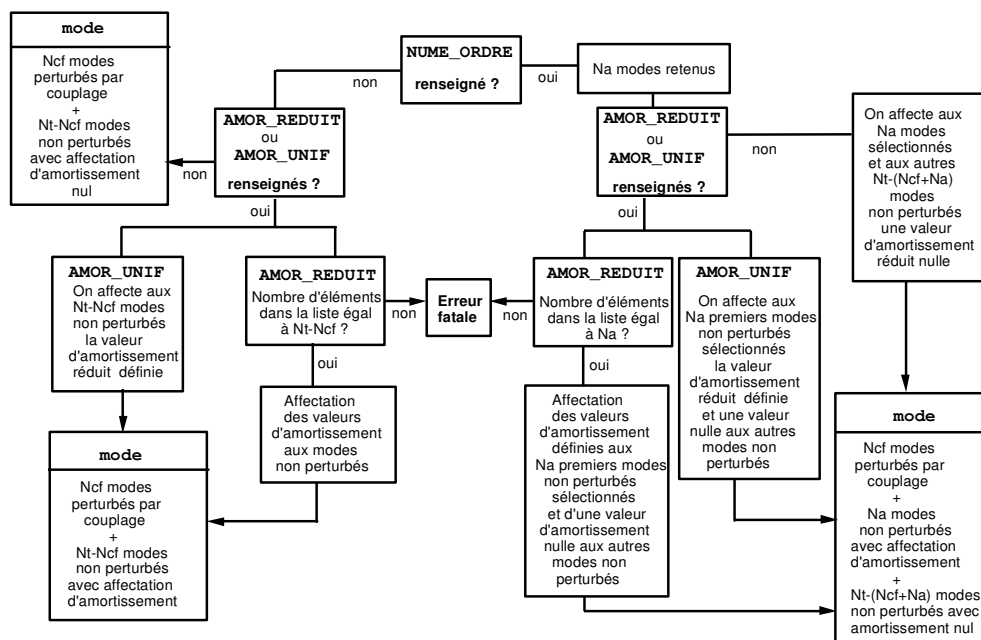 mode
Ncf modes
perturbés par
couplage
+
Nt-Ncf modes
non perturbés
avec affectation
d'amortissement
nul
NUME_ORDRE
renseigné ?
non
oui
Na modes retenus
AMOR_REDUIT
ou
AMOR_UNIF
renseignés ?
non
oui
AMOR_REDUIT
ou
AMOR_UNIF
renseignés ?
non
oui
On affecte aux
Na modes
sélectionnés
et aux autres
Nt-(Ncf+Na)
modes
non perturbés
une valeur
d'amortissement
réduit nulle
AMOR_UNIF
On affecte aux
Nt-Ncf modes
non perturbés
la valeur
d'amortissement
réduit définie
AMOR_REDUIT
Nombre d'éléments
dans la liste égal
à Nt-Ncf ?
non
oui
Erreur
fatale
non
AMOR_REDUIT
Nombre d'éléments
dans la liste égal
à Na ?
oui
AMOR_UNIF
On affecte aux
Na premiers modes
non perturbés
sélectionnés
la valeur
d'amortissement
réduit définie
et une valeur
nulle aux autres
modes non
perturbés
Affectation
des valeurs
d'amortissement
aux modes
non perturbés
Affectation
des valeurs
d'amortissement
définies aux
Na premiers modes
non perturbés
sélectionnés
et d'une valeur
d'amortissement
nulle aux autres
modes non
perturbés
mode
Ncf modes
perturbés par
couplage
+
Nt-Ncf modes
non perturbés
avec affectation
d'amortissement
mode
Ncf modes
perturbés par
couplage
+
Na modes
non perturbés
avec affectation
d'amortissement
+
Nt-(Ncf+Na) modes
non perturbés avec
amortissement nul